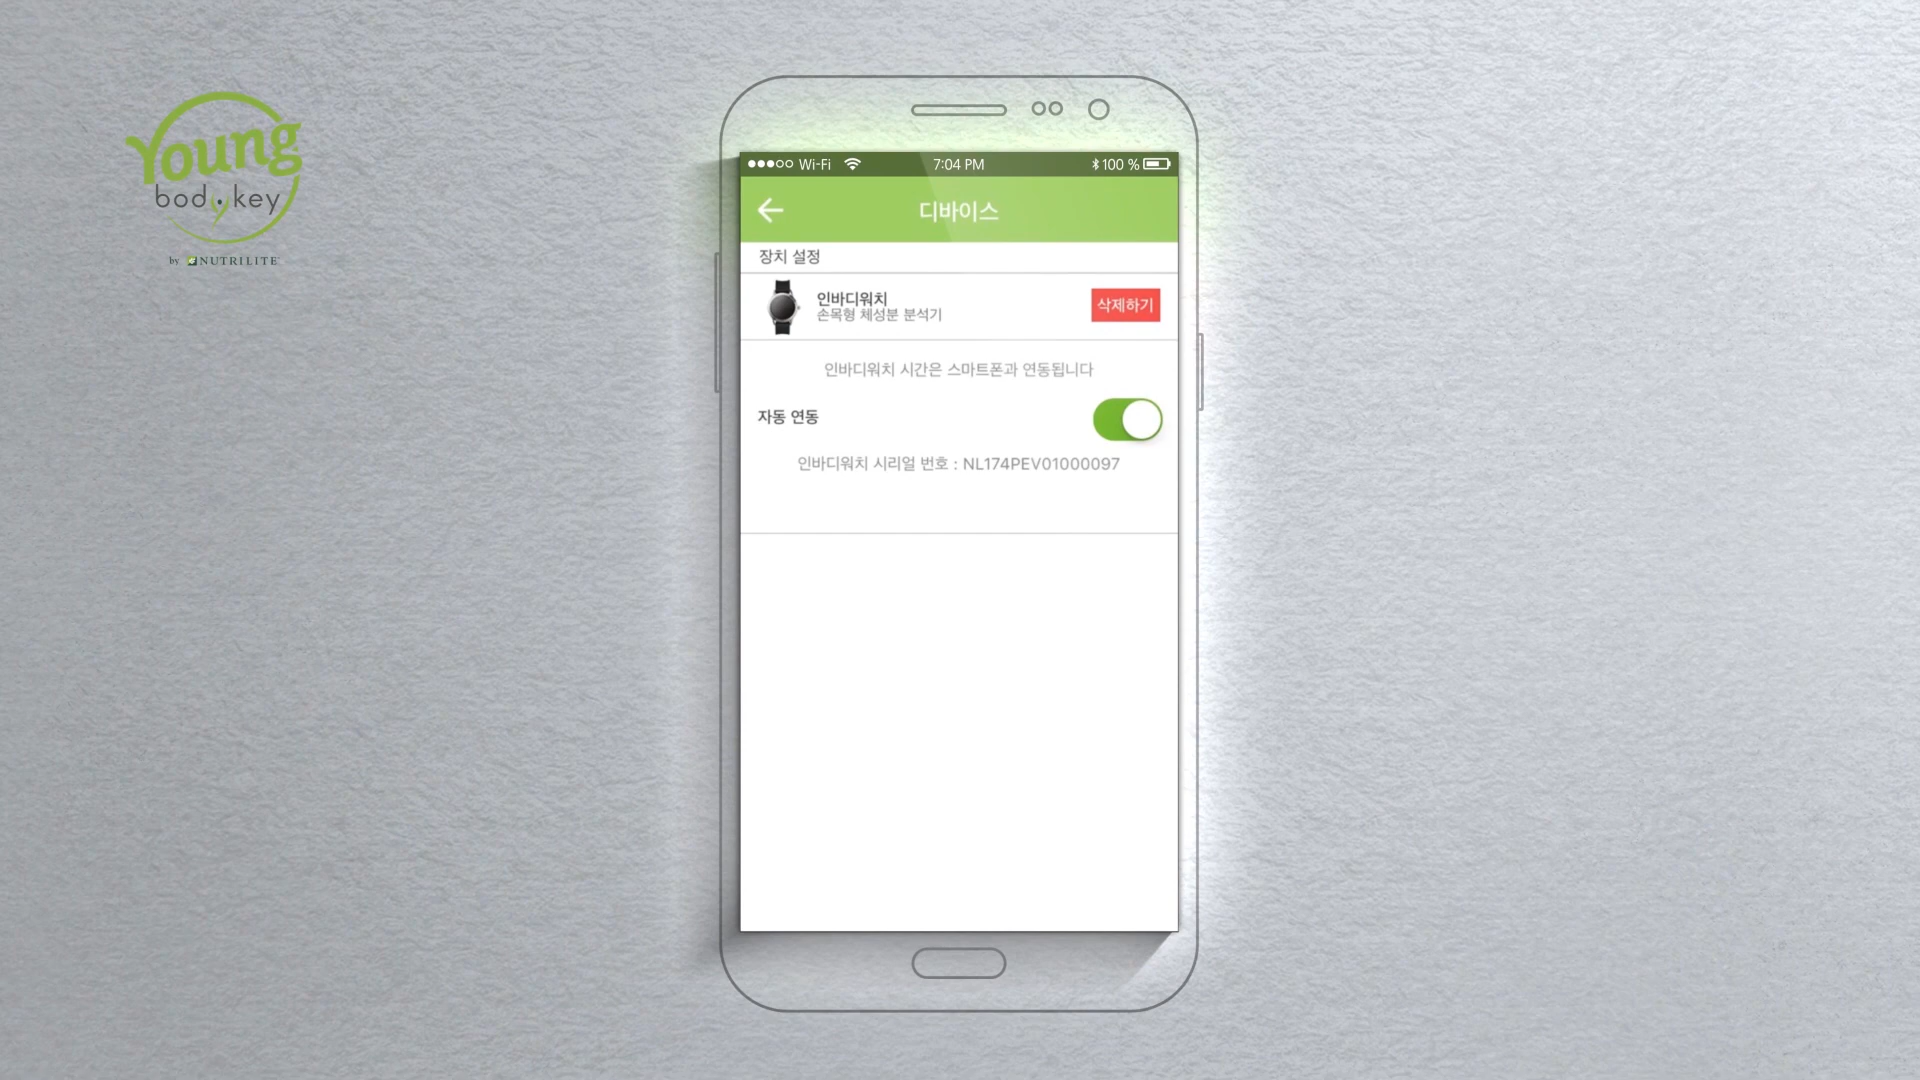 Young
bodykey
by NUTRILITE
Wi-Fi 7:04 PM 100 %
디바이스
장치 설정
인바디워치
손목형 체성분 분석기
삭제하기
인바디워치 시간은 스마트폰과 연동됩니다
자동 연동
인바디워치 시리얼 번호 : NL174PEV01000097